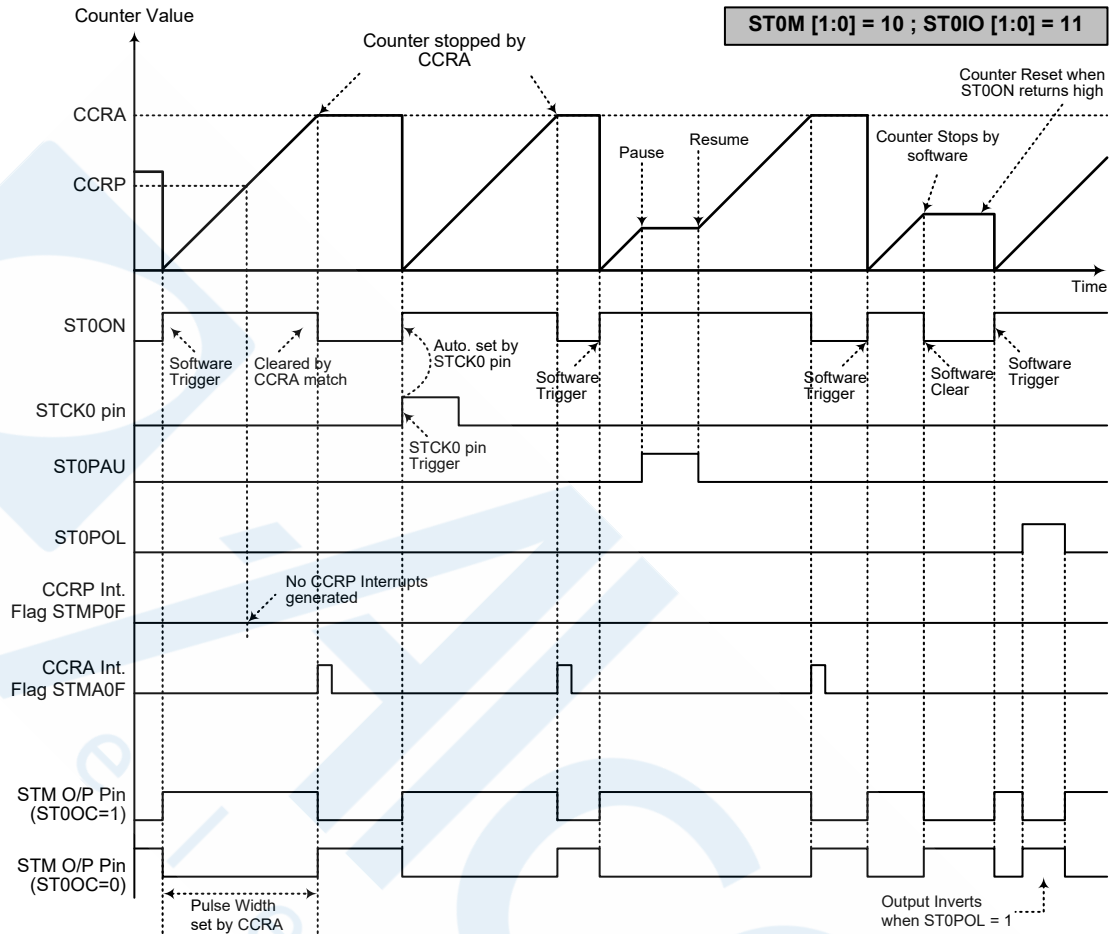 Counter Value
ST0M [1:0] = 10 ; ST0IO [1:0] = 11
Counter stopped by
CCRA
Counter Reset when
ST0ON returns high
CCRA
Pause
Resume
Counter Stops by
software
CCRP
Time
ST0ON
Software
Trigger
Cleared by
CCRA match
Auto. set by
STCK0 pin
Software
Trigger
Software
Trigger
Software
Clear
Software
Trigger
STCK0 pin
STCK0 pin
Trigger
ST0PAU
ST0POL
CCRP Int.
Flag STMP0F
No CCRP Interrupts
generated
CCRA Int.
Flag STMA0F
STM O/P Pin
(ST0OC=1)
STM O/P Pin
(ST0OC=0)
Pulse Width
set by CCRA
Output Inverts
when ST0POL = 1